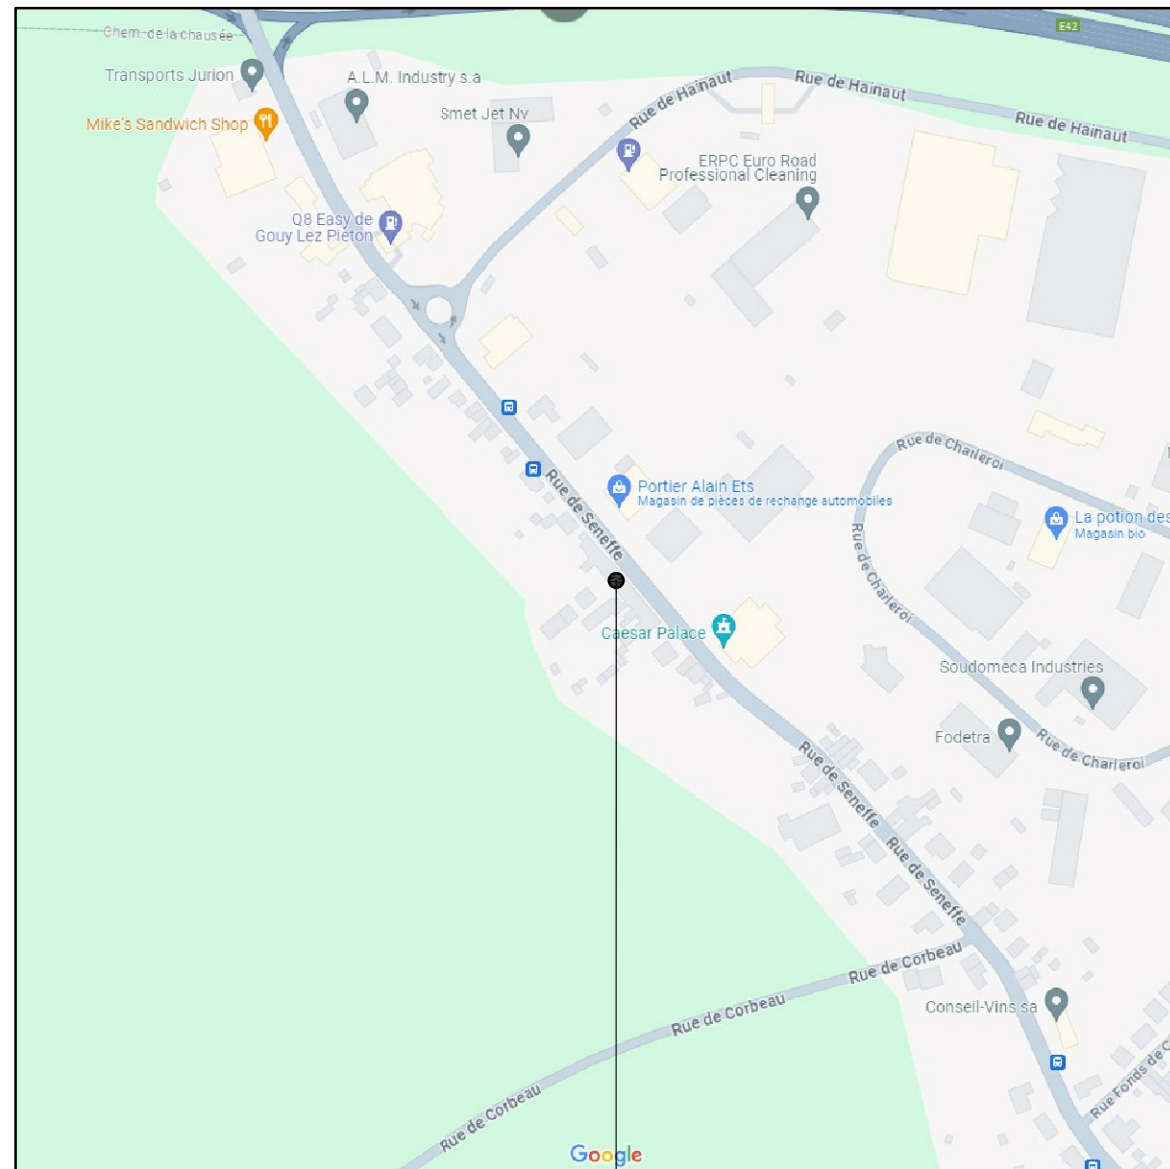 E42
Chem. de la chausée
Transports Jurion
A.L.M. Industry s.a
Rue de Hainaut
Rue de Hainaut
Rue de Hainaut
Mike's Sandwich Shop
Smet Jet Nv
ERPC Euro Road
Professional Cleaning
Q8 Easy de
Gouy Lez Piéton
Rue de Charleroi
Rue de Seneffe
Portier Alain Ets
Magasin de pièces de rechange automobiles
La potion des
Magasin bio
Rue de Charleroi
Caesar Palace
Soudomeca Industries
Fodetra
Rue de Charleroi
Rue de Seneffe
Rue de Seneffe
Rue de Corbeau
Rue de Corbeau
Conseil-Vins sa
Rue Fonds de
Rue de Corbeau
Google